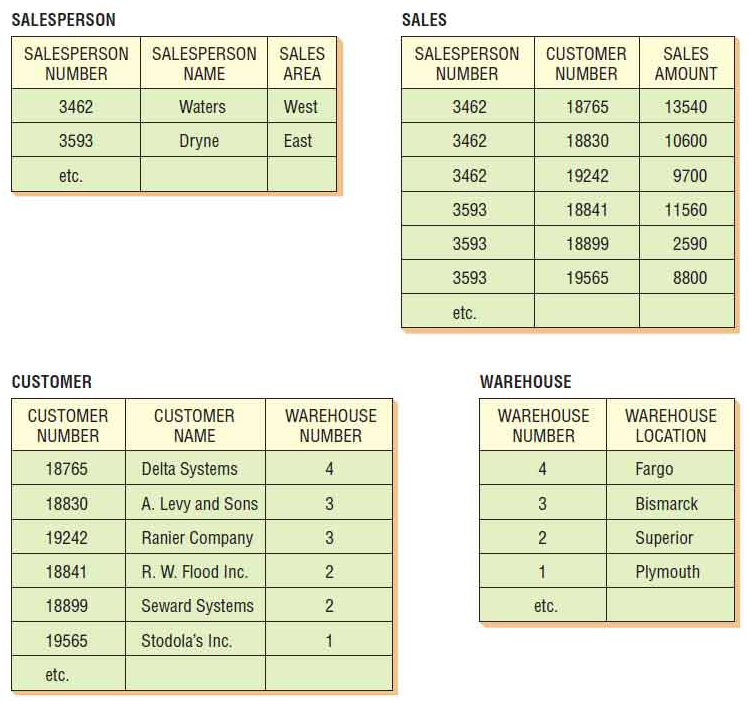 SALESPERSON
SALESPERSON NUMBER SALESPERSON NAME SALES AREA
3462 Waters West
3593 Dryne East
etc.
SALES
SALESPERSON NUMBER CUSTOMER NUMBER SALES AMOUNT
3462 18765 13540
3462 18830 10600
3462 19242 9700
3593 18841 11560
3593 18899 2590
3593 19565 8800
etc.
CUSTOMER
CUSTOMER NUMBER CUSTOMER NAME WAREHOUSE NUMBER
18765 Delta Systems 4
18830 A. Levy and Sons 3
19242 Ranier Company 3
18841 R. W. Flood Inc. 2
18899 Seward Systems 2
19565 Stodola's Inc. 1
etc.
WAREHOUSE
WAREHOUSE NUMBER WAREHOUSE LOCATION
4 Fargo
3 Bismarck
2 Superior
1 Plymouth
etc.